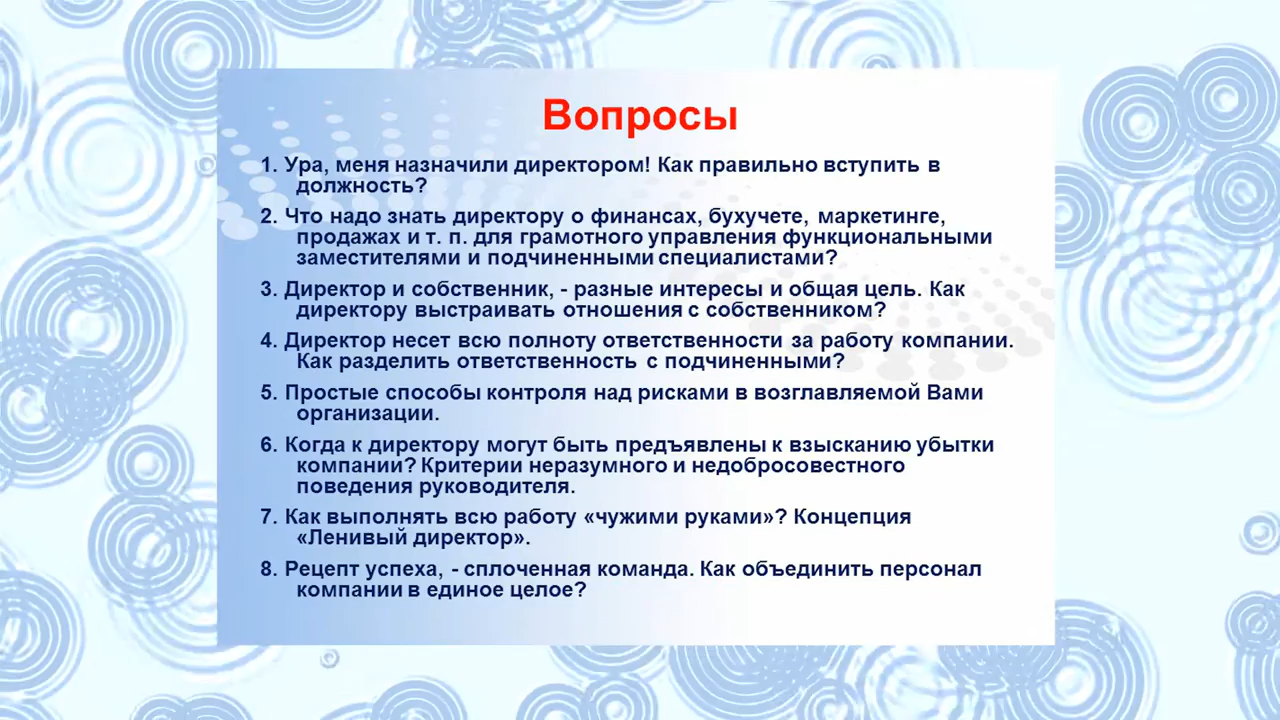 Вопросы
1. Ура, меня назначили директором! Как правильно вступить в
должность?
2. Что надо знать директору о финансах, бухучете, маркетинге,
продажах и т. п. для грамотного управления функциональными
заместителями и подчиненными специалистами?
3. Директор и собственник, - разные интересы и общая цель. Как
директору выстраивать отношения с собственником?
4. Директор несет всю полноту ответственности за работу компании.
Как разделить ответственность с подчиненными?
5. Простые способы контроля над рисками в возглавляемой Вами
организации.
6. Когда к директору могут быть предъявлены к взысканию убытки
компании? Критерии неразумного и недобросовестного
поведения руководителя.
7. Как выполнять всю работу «чужими руками»? Концепция
«Ленивый директор».
8. Рецепт успеха, - сплоченная команда. Как объединить персонал
компании в единое целое?